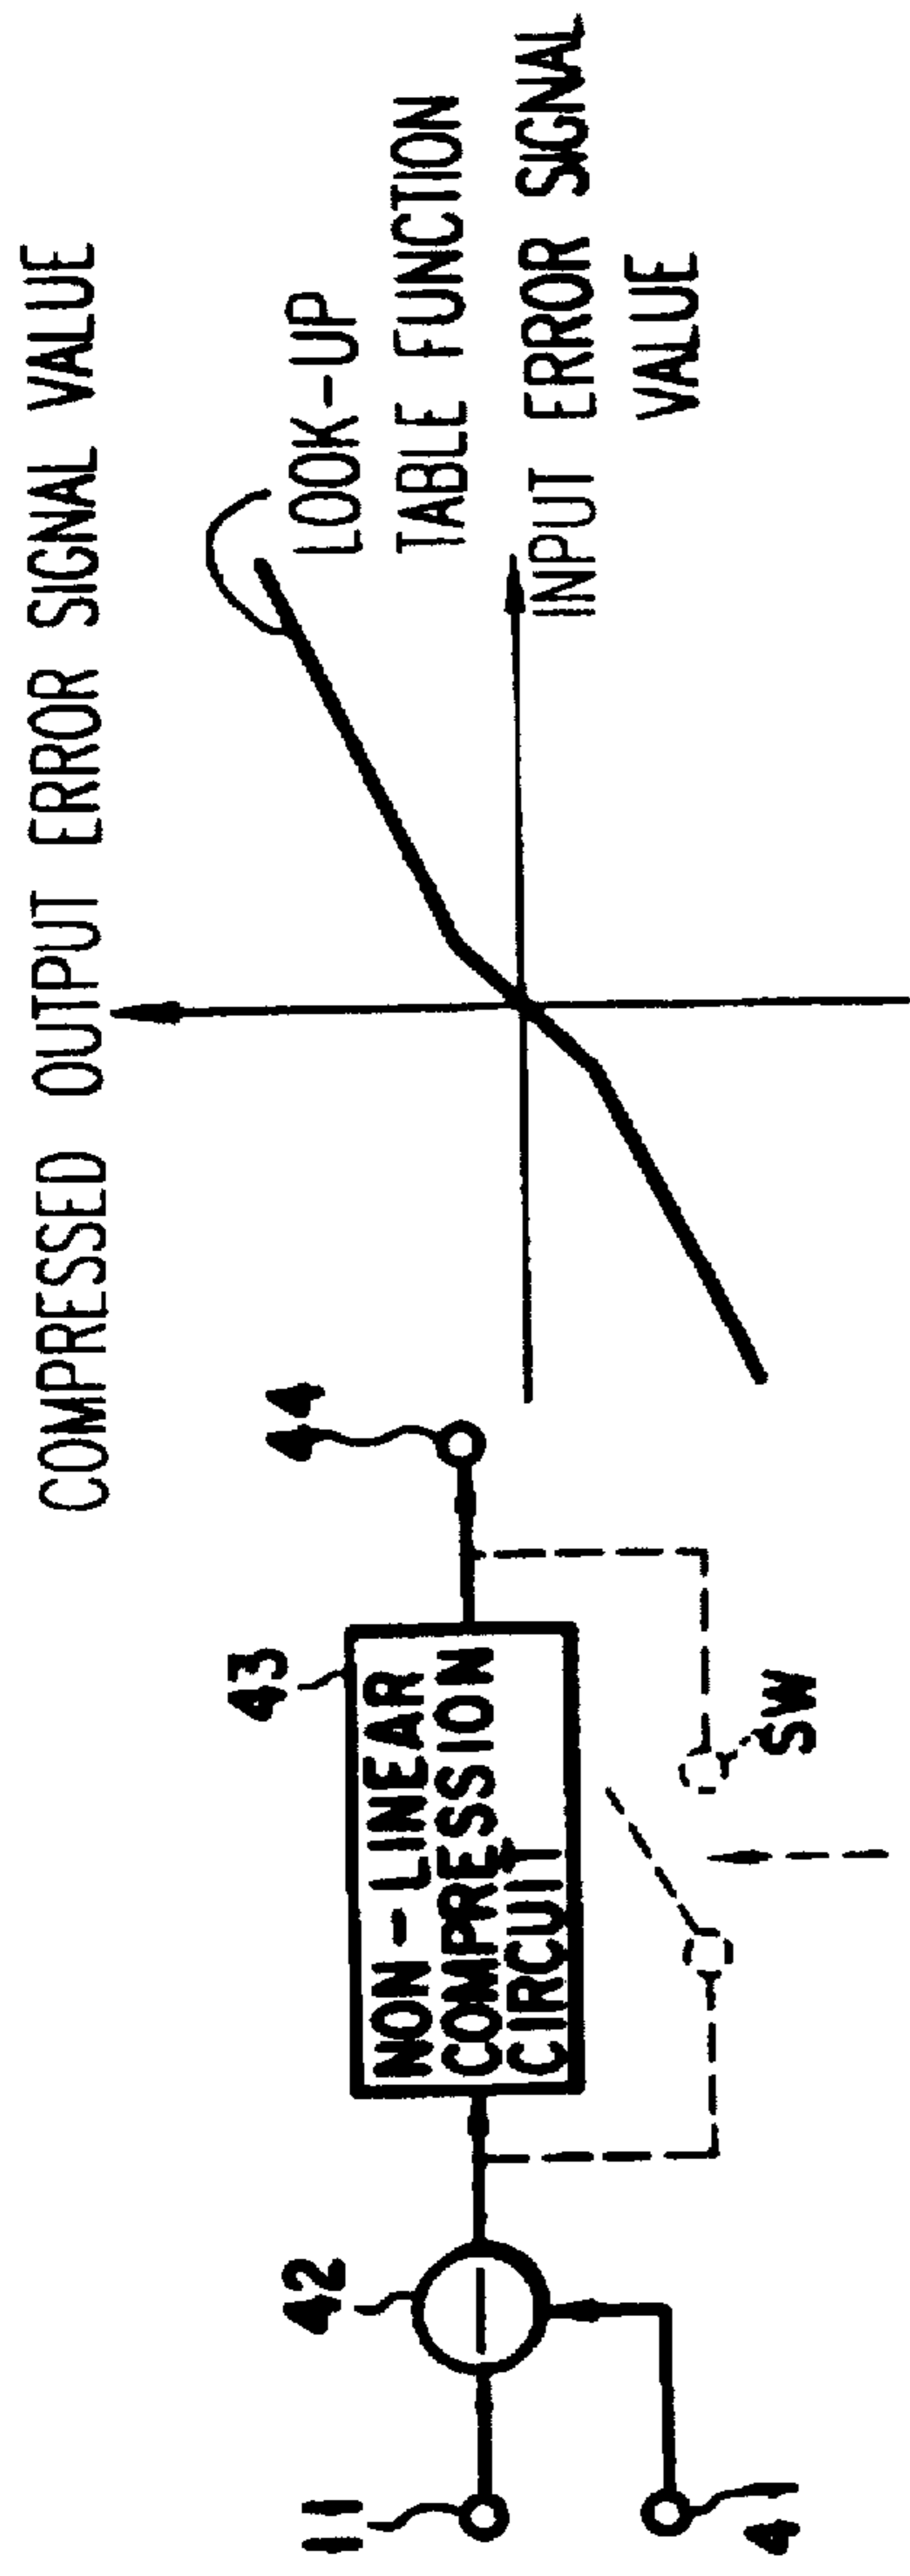 11
42
41
43
NON-LINEAR
COMPRESSION
CIRCUIT
SW
44
COMPRESSED OUTPUT ERROR SIGNAL VALUE
LOOK-UP
TABLE FUNCTION
INPUT ERROR SIGNAL
VALUE